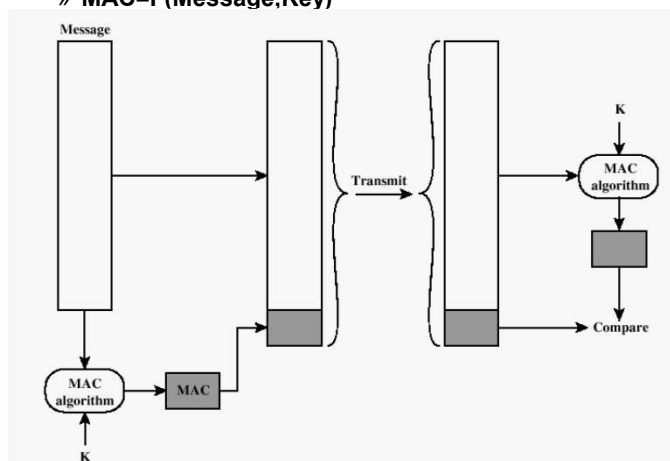 » MAC=F(Message,Key)
Message
K
MAC
algorithm
Transmit
Compare
MAC
algorithm
MAC
K